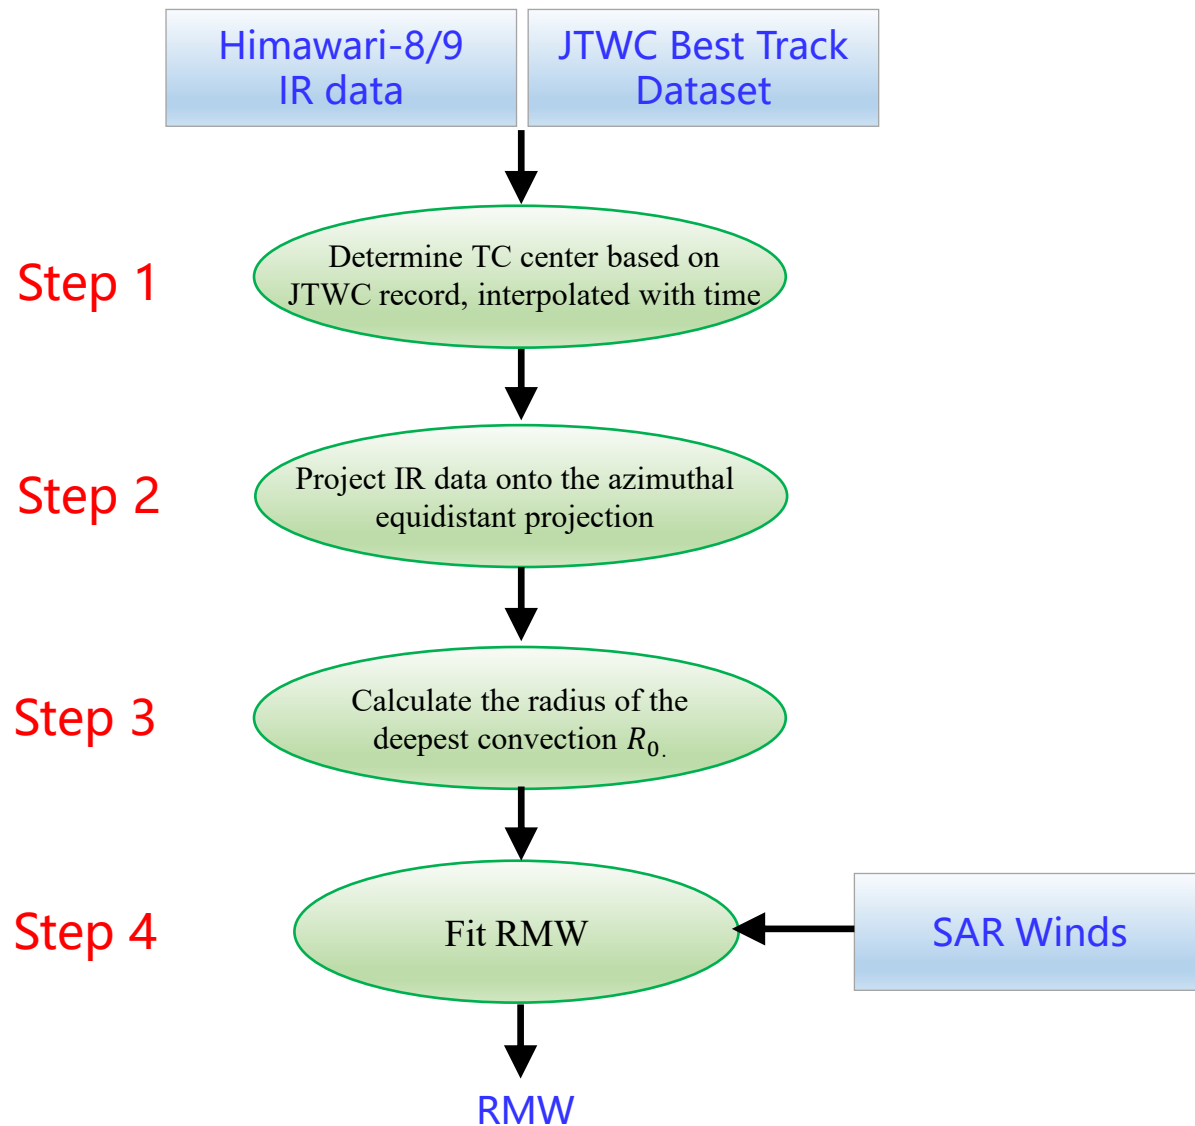 Himawari-8/9
IR data
JTWC Best Track
Dataset
Step 1
Determine TC center based on
JTWC record, interpolated with time
Step 2
Project IR data onto the azimuthal
equidistant projection
Step 3
Calculate the radius of the
deepest convection R₀.
Step 4
Fit RMW
SAR Winds
RMW